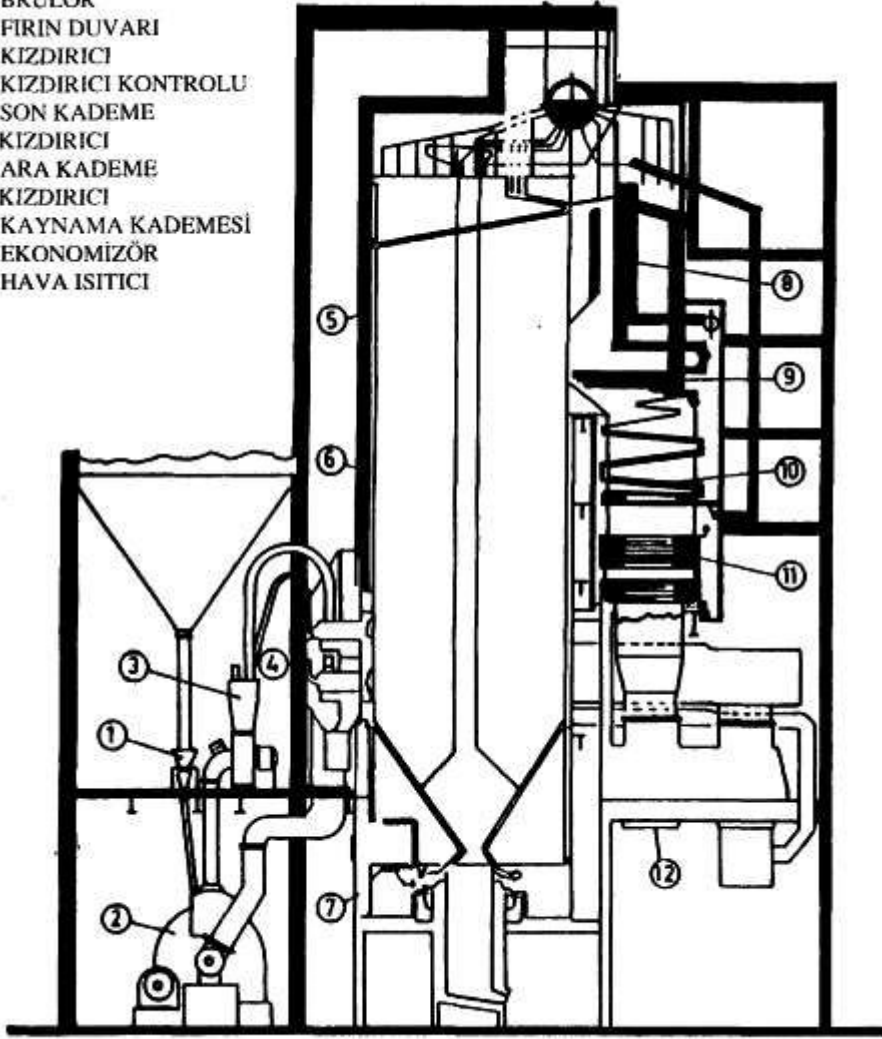 BRÜLÖR
FIRIN DUVARI
KIZDIRICI
KIZDIRICI KONTROLU
SON KADEME
KIZDIRICI
ARA KADEME
KIZDIRICI
KAYNAMA KADEMESİ
EKONOMİZÖR
HAVA ISITICI
8
5
9
6
10
11
3
4
1
12
7
2